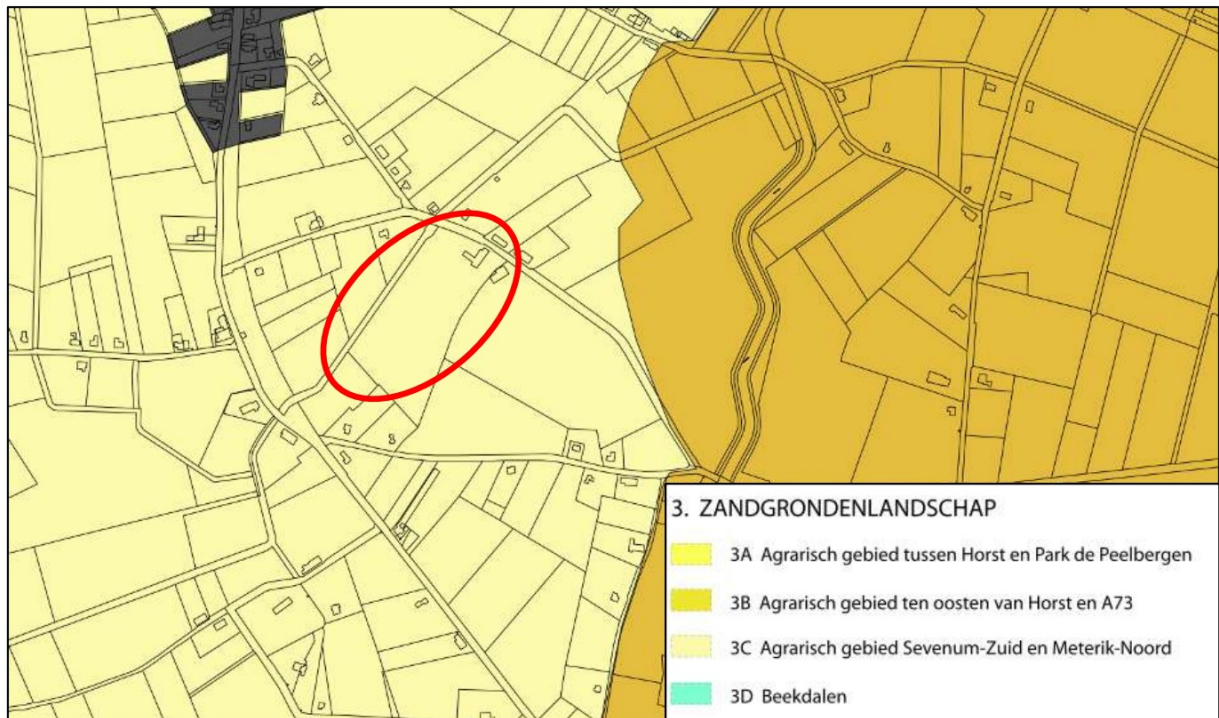 3. ZANDGRONDENLANDSCHAP
3A Agrarisch gebied tussen Horst en Park de Peelbergen
3B Agrarisch gebied ten oosten van Horst en A73
3C Agrarisch gebied Sevenum-Zuid en Meterik-Noord
3D Beekdalen